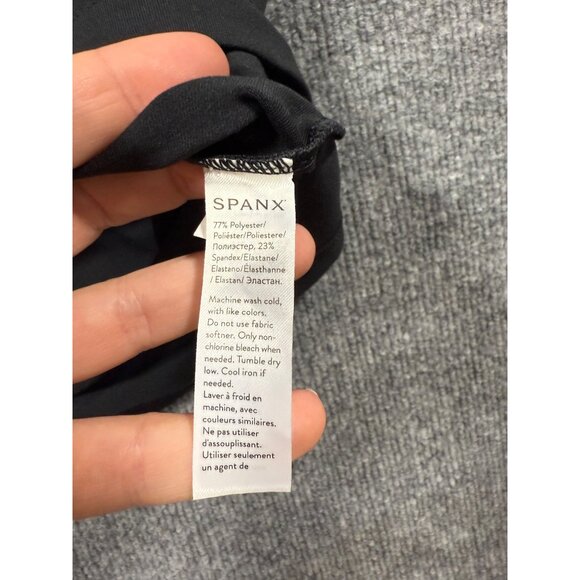 SPANX
77% Polyester/
Poliéster/Poliestere/
Полиэстер, 23%
Spandex/Elastane/
Elastano/Élasthanne
/ Elastan/ Эластан.
Machine wash cold,
with like colors.
Do not use fabric
softner. Only non-
chlorine bleach when
needed. Tumble dry
low. Cool iron if
needed.
Laver à froid en
machine, avec
couleurs similaires.
Ne pas utiliser
d'assouplissant.
Utiliser seulement
un agent de